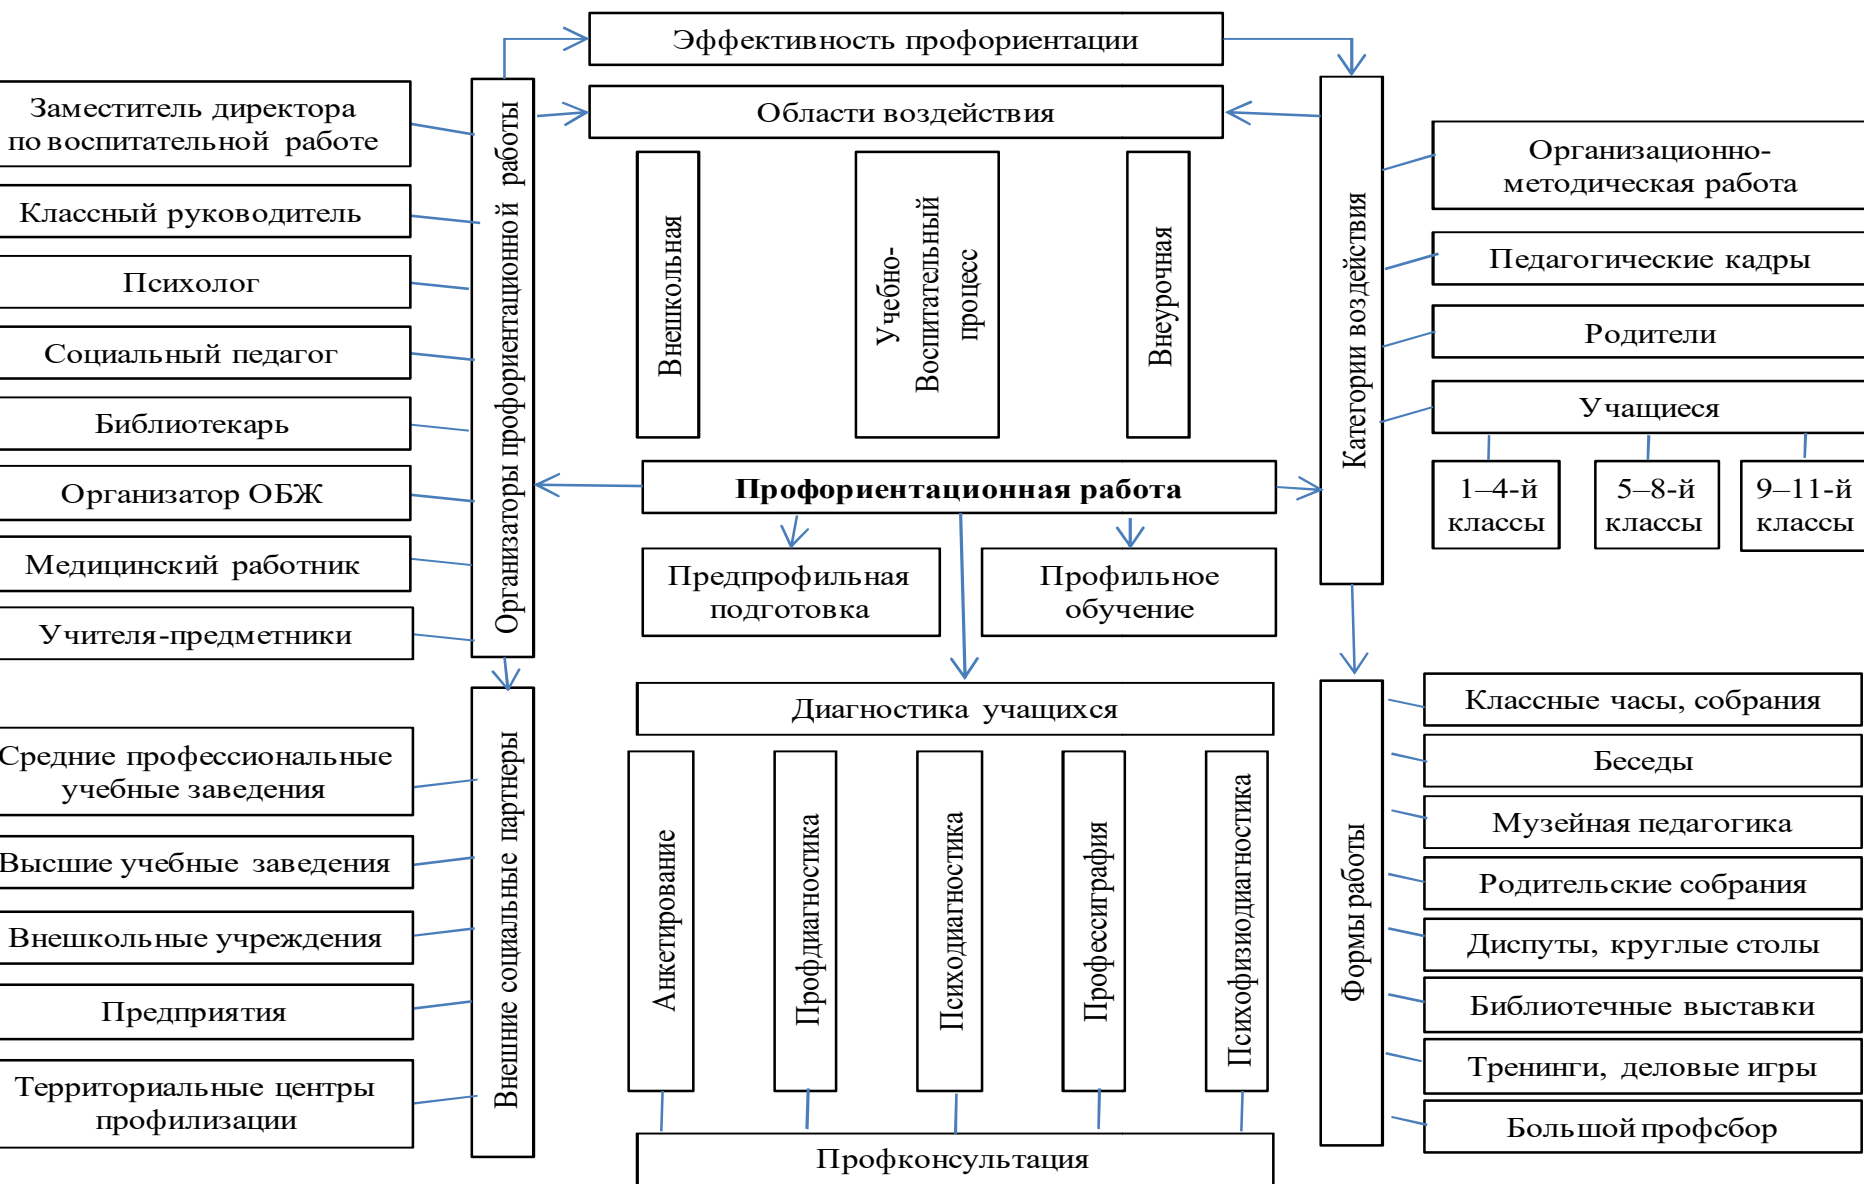 Эффективность профориентации
Области воздействия
Внешкольная
Учебно-
Воспитательный
процесс
Внеурочная
Заместитель директора
по воспитательной работе
Классный руководитель
Психолог
Социальный педагог
Библиотекарь
Организатор ОБЖ
Медицинский работник
Учителя-предметники
Организаторы профориентационной работы
Профориентационная работа
Предпрофильная
подготовка
Профильное
обучение
Категории воздействия
Организационно-
методическая работа
Педагогические кадры
Родители
Учащиеся
1–4-й
классы
5–8-й
классы
9–11-й
классы
Средние профессиональные
учебные заведения
Высшие учебные заведения
Внешкольные учреждения
Предприятия
Территориальные центры
профилизации
Внешние социальные партнеры
Диагностика учащихся
Анкетирование
Профдиагностика
Психодиагностика
Профессиграфия
Психофизиодиагностика
Профконсультация
Формы работы
Классные часы, собрания
Беседы
Музейная педагогика
Родительские собрания
Диспуты, круглые столы
Библиотечные выставки
Тренинги, деловые игры
Большой профсбор